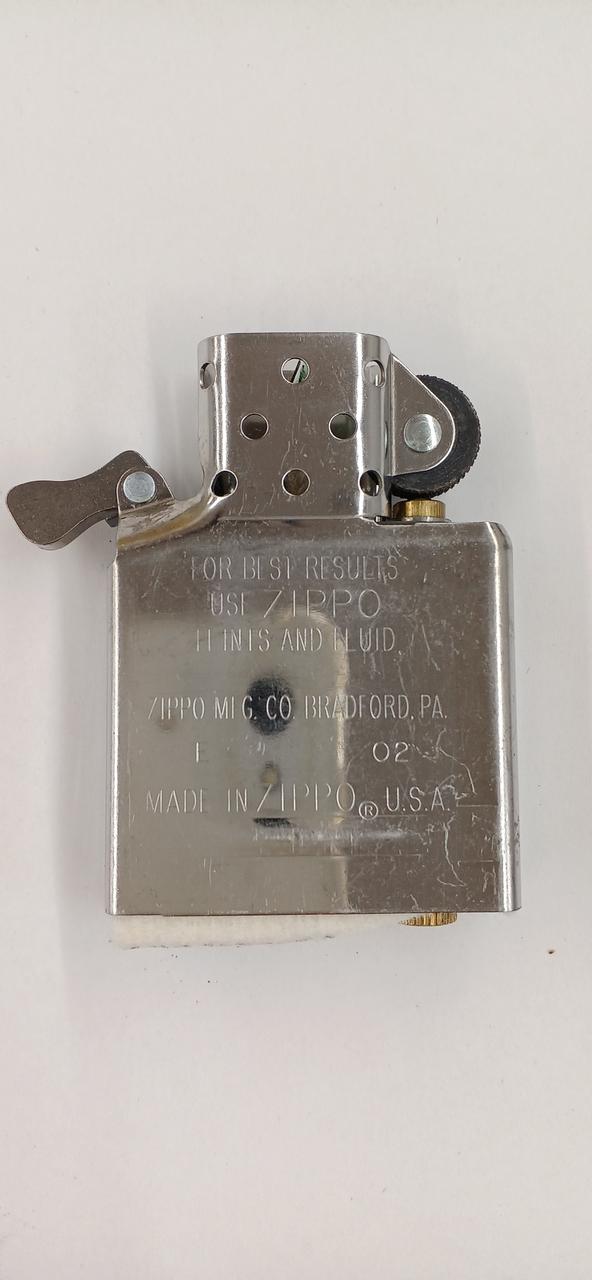 FOR BEST RESULTS
USE ZIPPO
FLINTS AND FLUID
ZIPPO MFG. CO. BRADFORD, PA.
E 02
MADE IN ZIPPO® U.S.A.